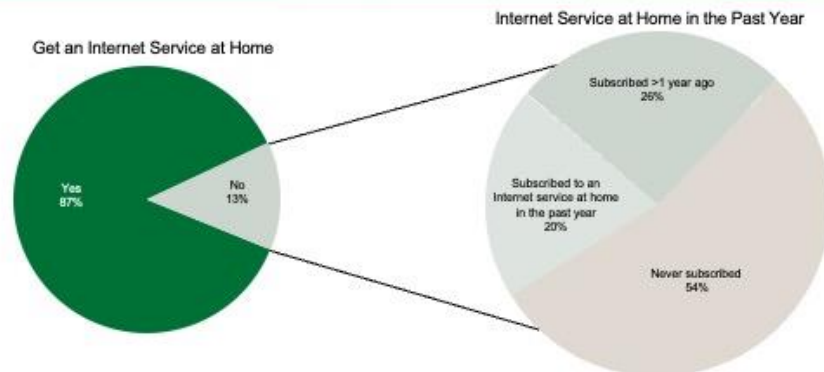 Internet Service at Home in the Past Year
Get an Internet Service at Home
Subscribed >1 year ago
26%
Yes
87%
No
13%
Subscribed to an
Internet service at home
in the past year
20%
Never subscribed
54%